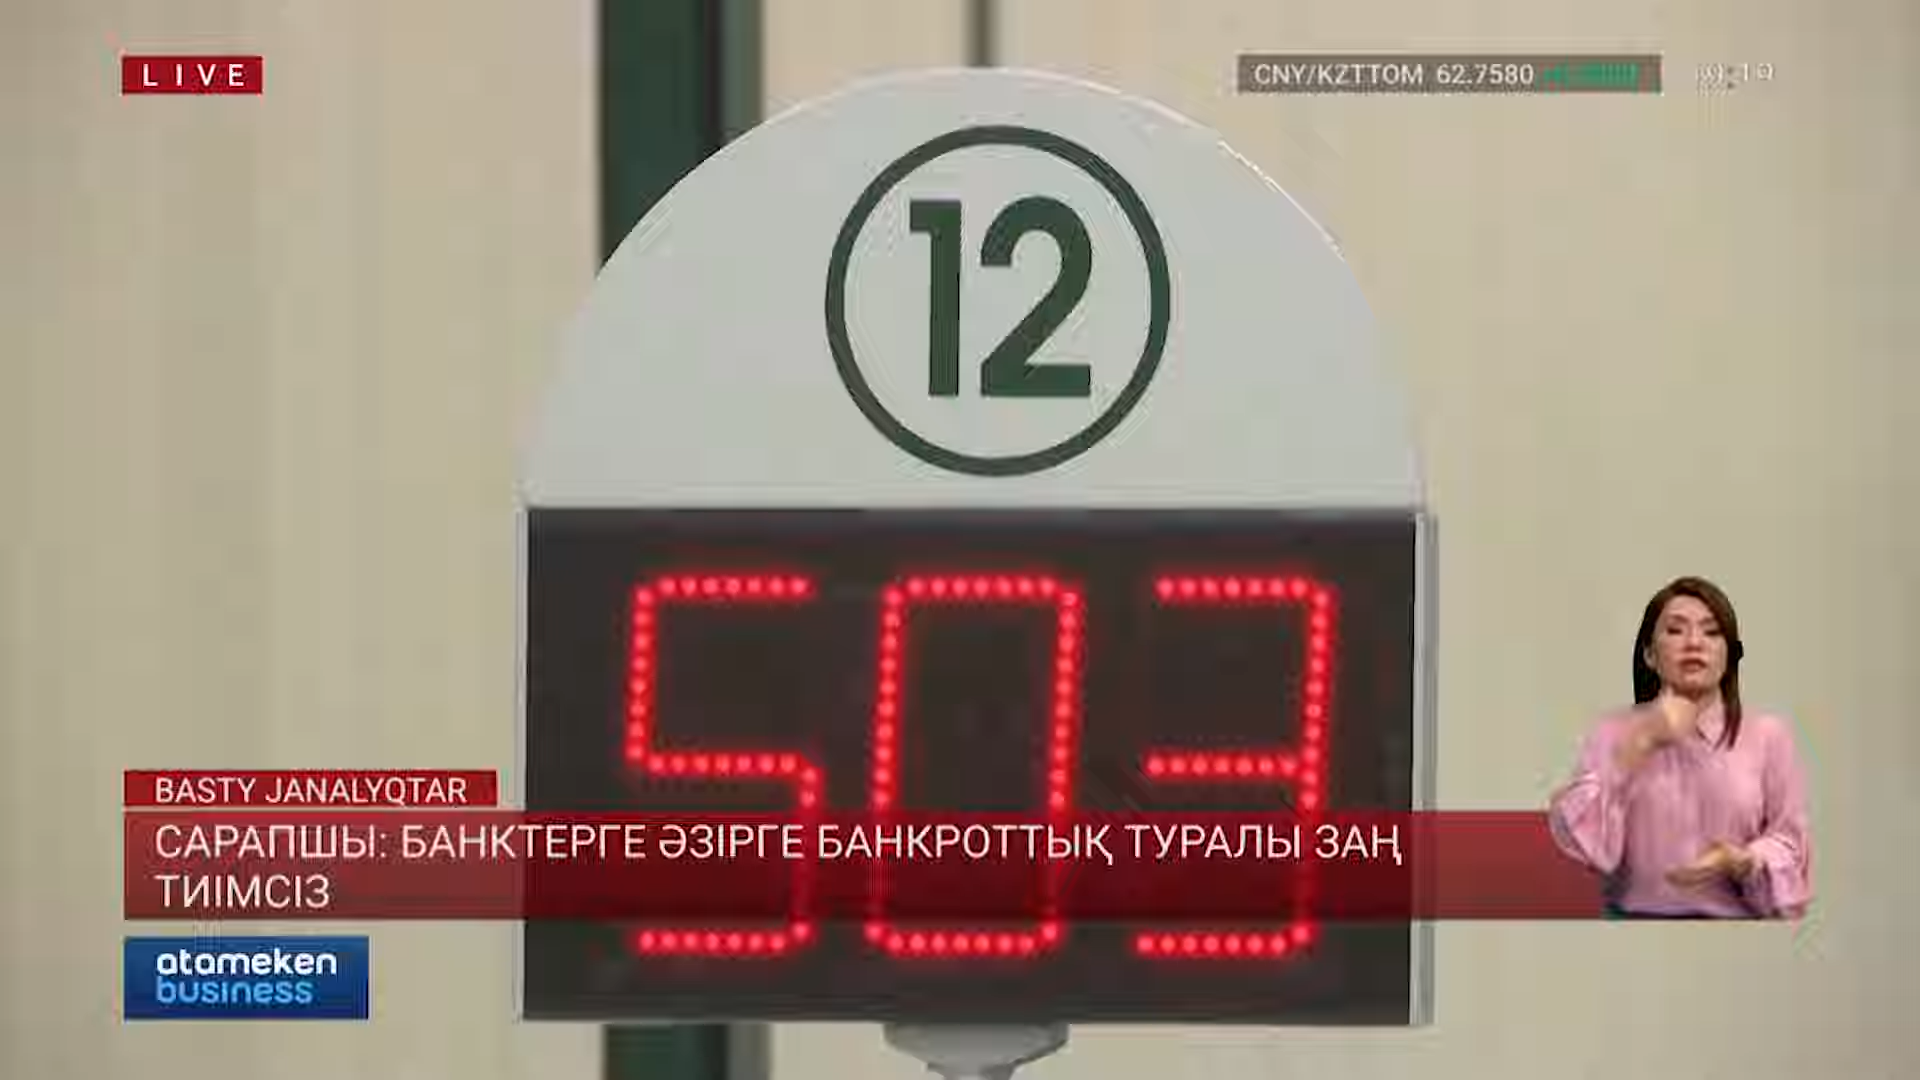 LIVE
CNY/KZTTOM 62.7580
12
503
BASTY JANALYQTAR
САРАПШЫ: БАНКТЕРГЕ ӘЗІРГЕ БАНКРОТТЫҚ ТУРАЛЫ ЗАҢ
ТИІМСІЗ
atameken
business